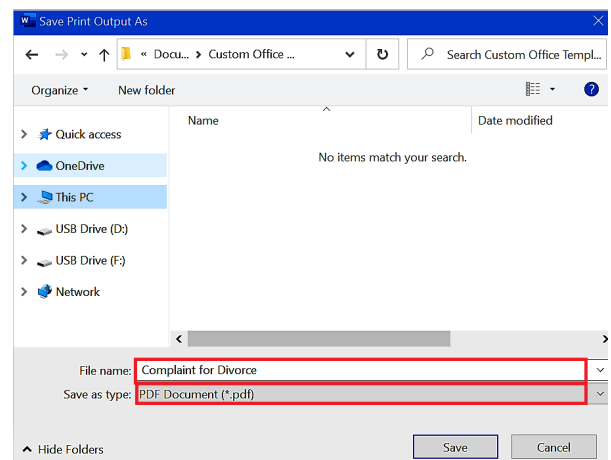 Save Print Output As
« Docu... > Custom Office ...
Search Custom Office Templ...
Organize
New folder
Name
Date modified
Quick access
No items match your search.
OneDrive
This PC
USB Drive (D:)
USB Drive (F:)
Network
File name: Complaint for Divorce
Save as type: PDF Document (*.pdf)
Hide Folders
Save
Cancel